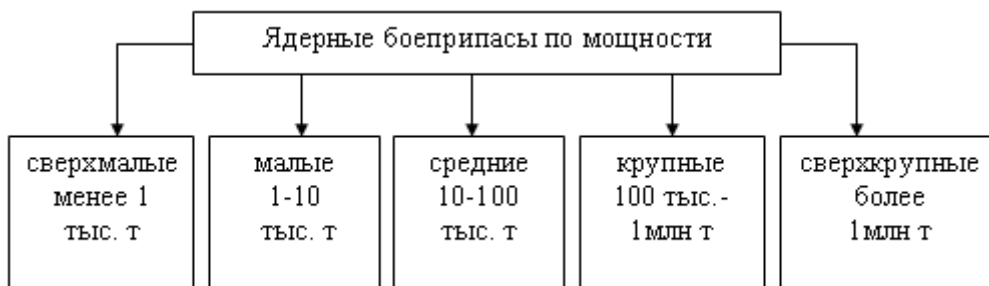 Ядерные боеприпасы по мощности
сверхмалые
менее 1
тыс. т
малые
1-10
тыс. т
средние
10-100
тыс. т
крупные
100 тыс.-
1млн т
сверхкрупные
более
1млн т